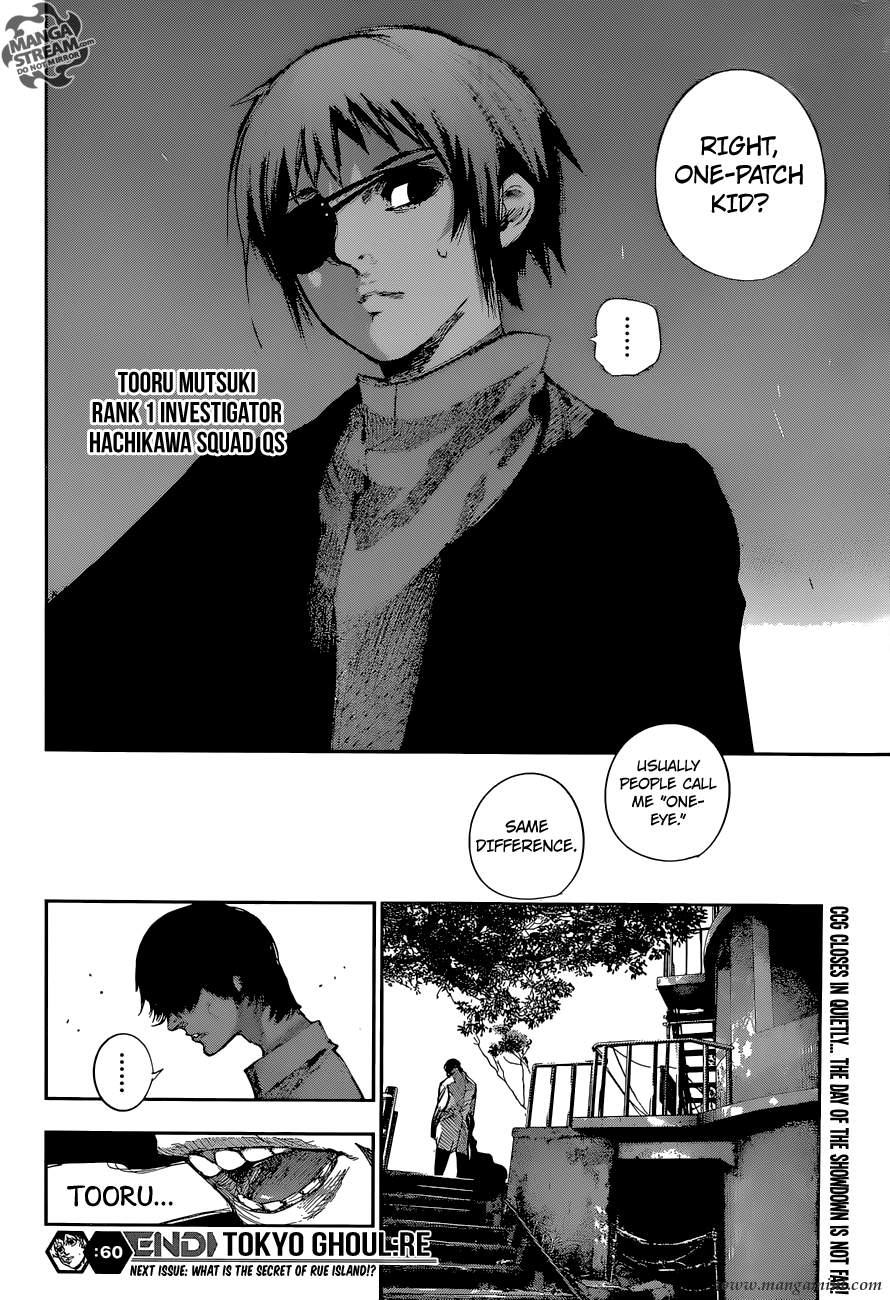 MANGA
STREAM
.COM
DO NOT MIRROR
RIGHT,
ONE-PATCH
KID?
......
TOORU MUTSUKI
RANK 1 INVESTIGATOR
HACHIKAWA SQUAD QS
USUALLY
PEOPLE CALL
ME "ONE-
EYE."
SAME
DIFFERENCE.
......
TOORU...
CCG CLOSES IN QUIETLY... THE DAY OF THE SHOWDOWN IS NOT FAR!
:60 END TOKYO GHOUL:RE
NEXT ISSUE: WHAT IS THE SECRET OF RUE ISLAND!?